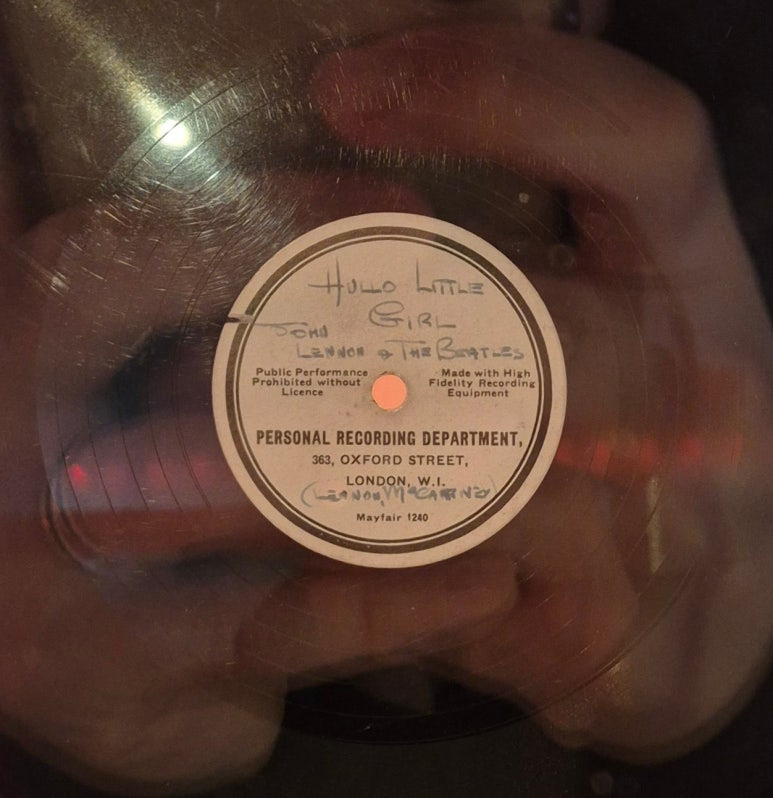 HULLO LITTLE
GIRL
JOHN
LENNON & THE BEATLES
Public Performance
Prohibited without
Licence
Made with High
Fidelity Recording
Equipment
PERSONAL RECORDING DEPARTMENT,
363, OXFORD STREET,
LONDON, W.I.
(LENNON, McCARTNEY)
Mayfair 1240